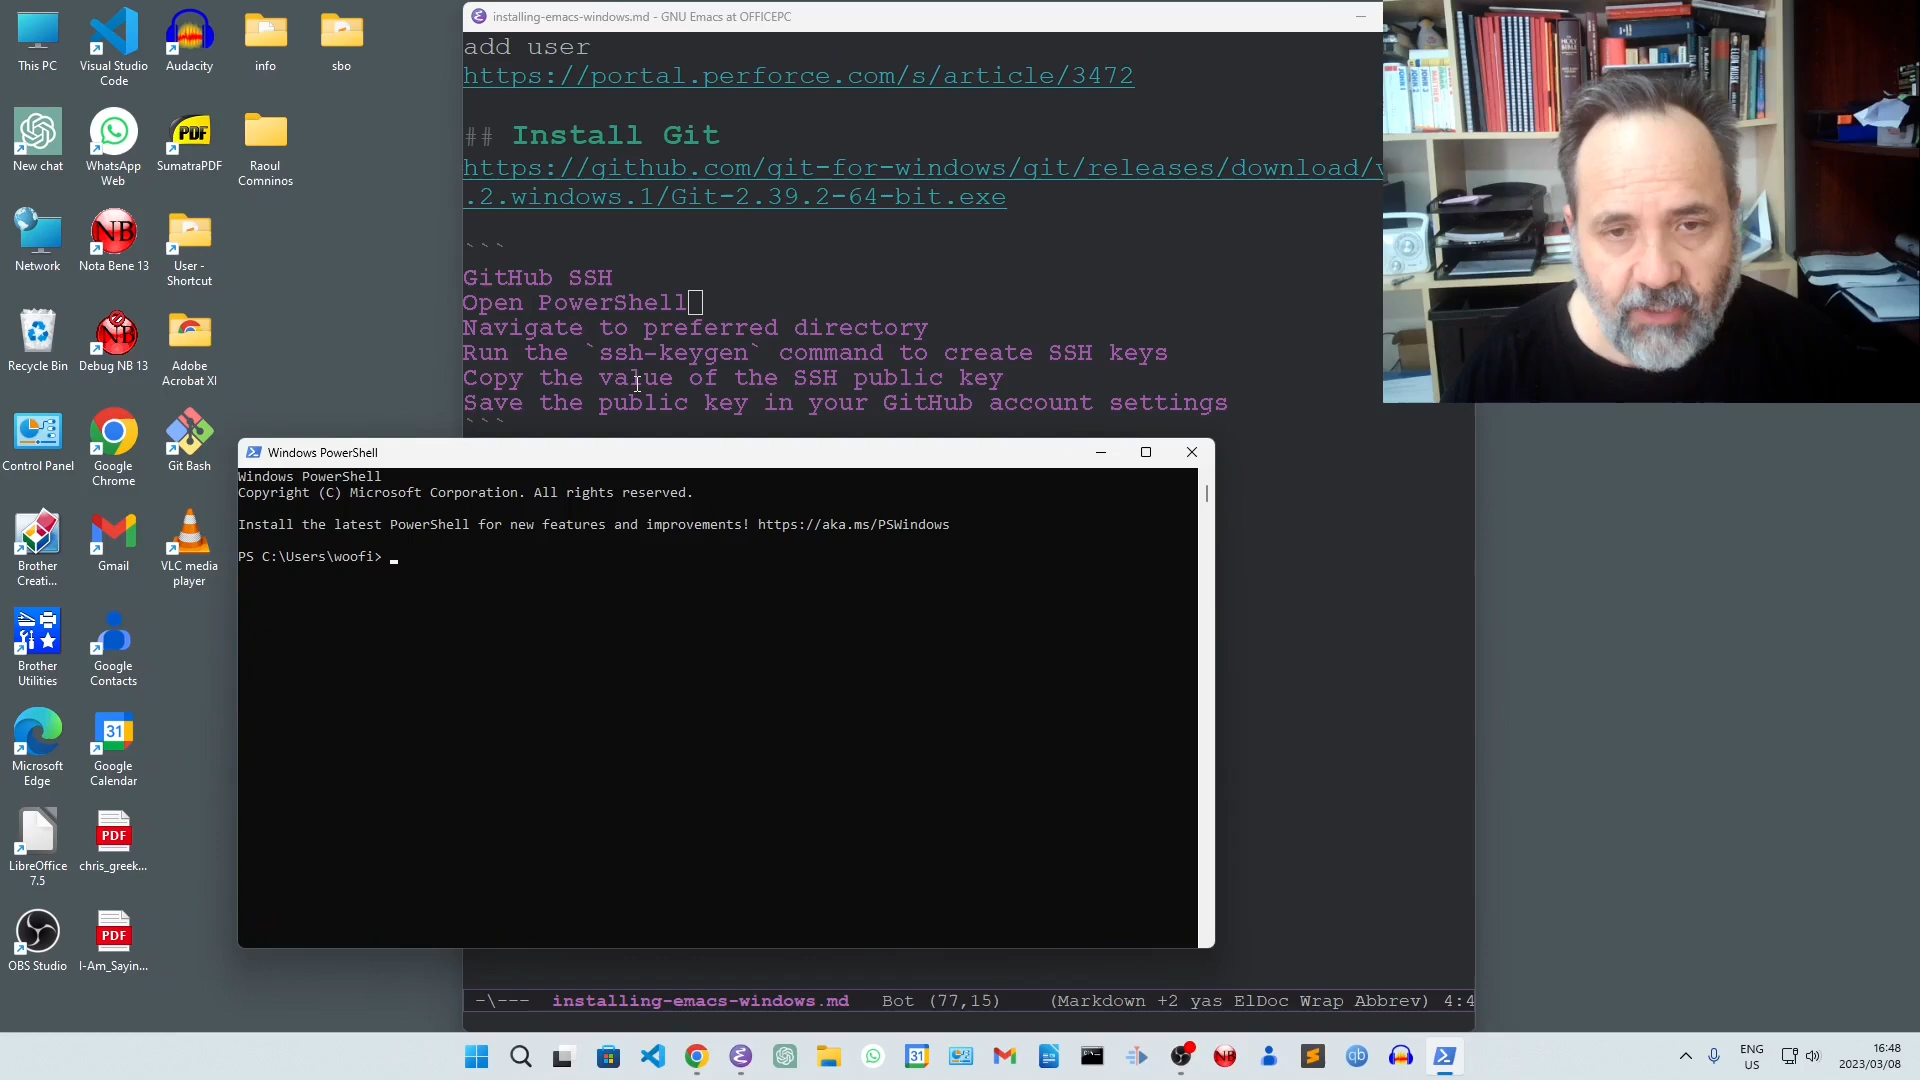 This PC
Visual Studio
Code
Audacity
info
sbo
New chat
WhatsApp
Web
PDF
SumatraPDF
Raoul
Comninos
Network
NB
Nota Bene 13
User -
Shortcut
Recycle Bin
NB
Debug NB 13
Adobe
Acrobat XI
Control Panel
Google
Chrome
Git Bash
Brother
Creati...
Gmail
VLC media
player
Brother
Utilities
Google
Contacts
Microsoft
Edge
31
Google
Calendar
LibreOffice
7.5
PDF
chris_greek...
OBS Studio
PDF
I-Am_Sayin...
installing-emacs-windows.md - GNU Emacs at OFFICEPC
add user
https://portal.perforce.com/s/article/3472
## Install Git
https://github.com/git-for-windows/git/releases/download/v
.2.windows.1/Git-2.39.2-64-bit.exe
```
GitHub SSH
Open PowerShell
Navigate to preferred directory
Run the `ssh-keygen` command to create SSH keys
Copy the value of the SSH public key
Save the public key in your GitHub account settings
```
Windows PowerShell
Windows PowerShell
Copyright (C) Microsoft Corporation. All rights reserved.
Install the latest PowerShell for new features and improvements! https://aka.ms/PSWindows
PS C:\Users\woofi>
-\--- installing-emacs-windows.md Bot (77,15) (Markdown +2 yas ElDoc Wrap Abbrev) 4:4
31
NB
qb
ENG
US
16:48
2023/03/08